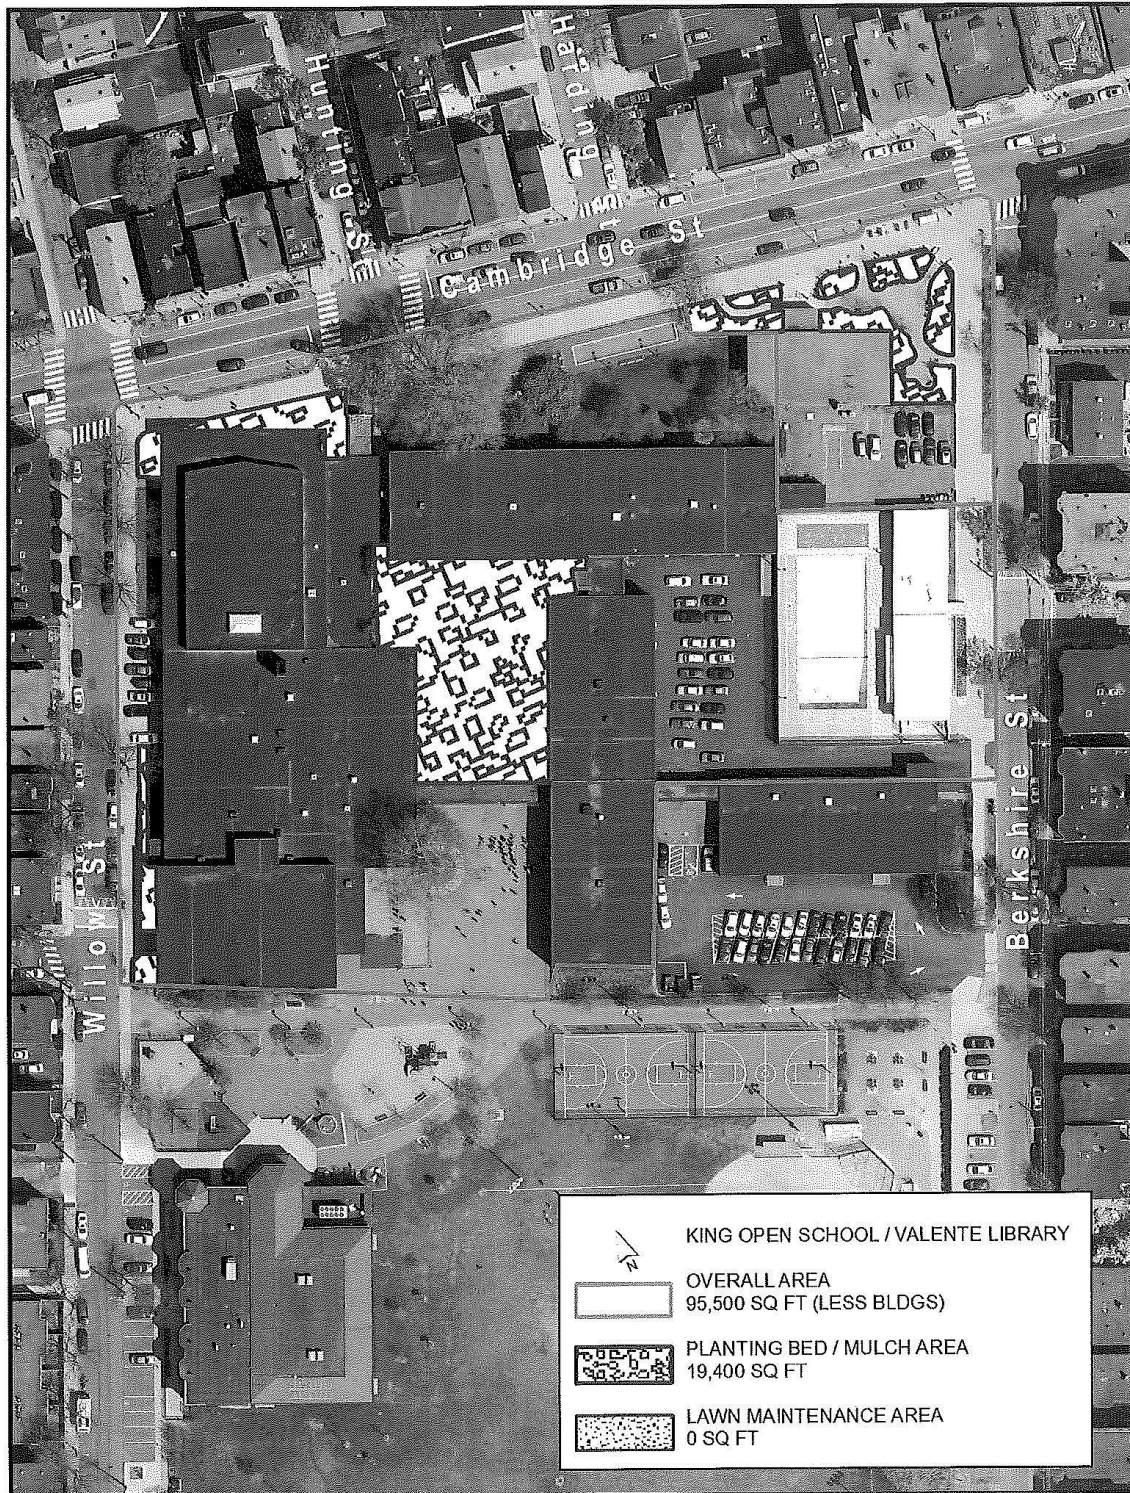 Hunting St
Harding St
Cambridge St
Willow St
Berkshire St
N
KING OPEN SCHOOL / VALENTE LIBRARY
OVERALL AREA
95,500 SQ FT (LESS BLDGS)
PLANTING BED / MULCH AREA
19,400 SQ FT
LAWN MAINTENANCE AREA
0 SQ FT